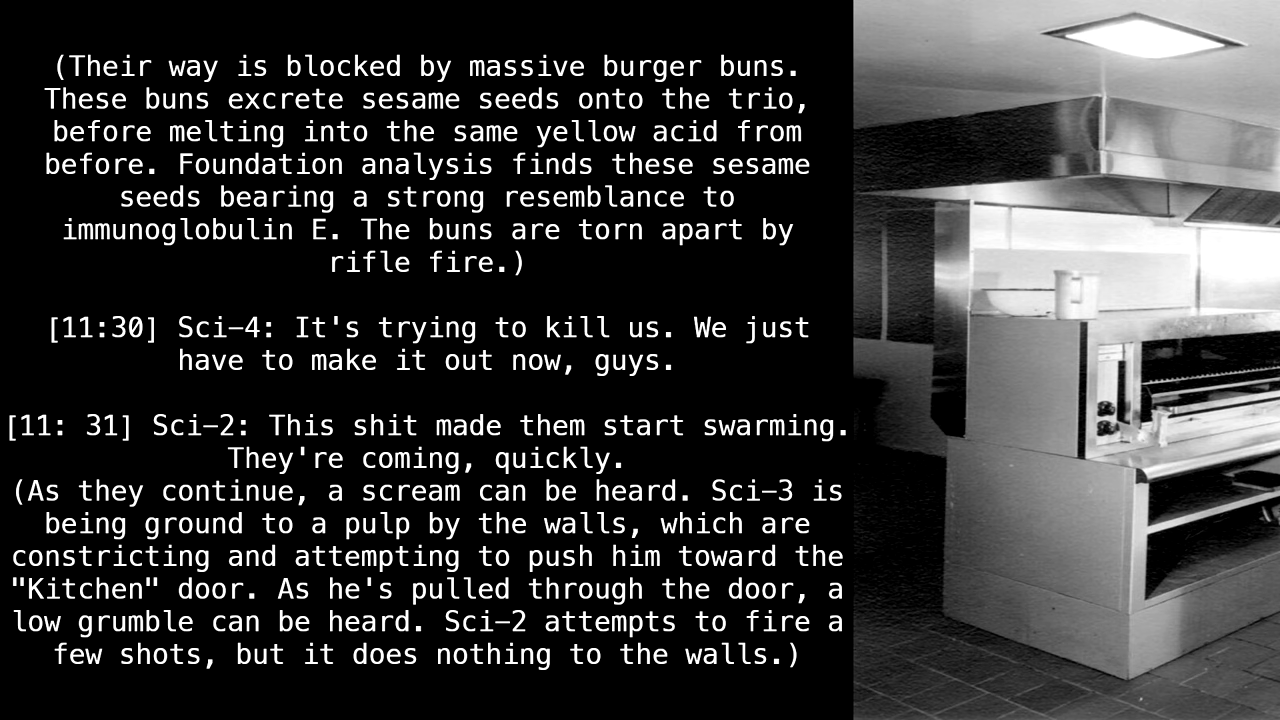 (Their way is blocked by massive burger buns.
These buns excrete sesame seeds onto the trio,
before melting into the same yellow acid from
before. Foundation analysis finds these sesame
seeds bearing a strong resemblance to
immunoglobulin E. The buns are torn apart by
rifle fire.)
[11:30] Sci-4: It's trying to kill us. We just
have to make it out now, guys.
[11: 31] Sci-2: This shit made them start swarming.
They're coming, quickly.
(As they continue, a scream can be heard. Sci-3 is
being ground to a pulp by the walls, which are
constricting and attempting to push him toward the
"Kitchen" door. As he's pulled through the door, a
low grumble can be heard. Sci-2 attempts to fire a
few shots, but it does nothing to the walls.)